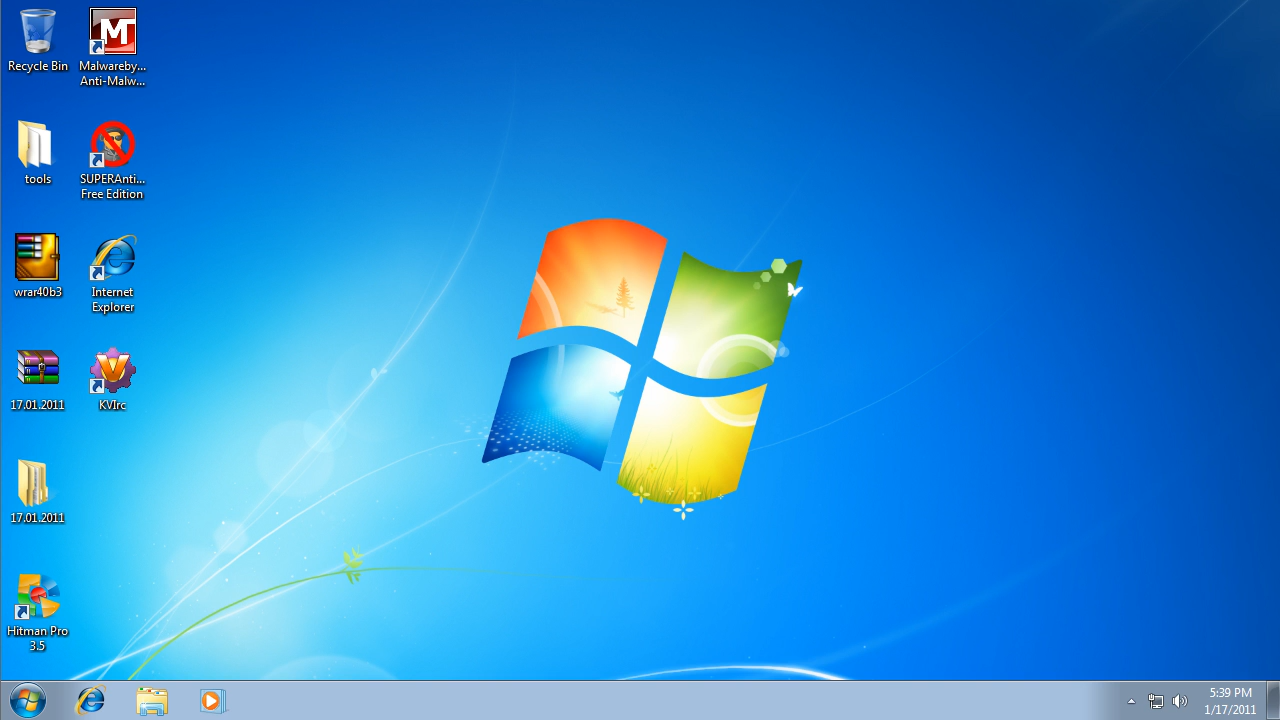 Recycle Bin
Malwareby...
Anti-Malw...
tools
SUPERAnti...
Free Edition
wrar40b3
Internet
Explorer
17.01.2011
KVIrc
17.01.2011
Hitman Pro
3.5
5:39 PM
1/17/2011